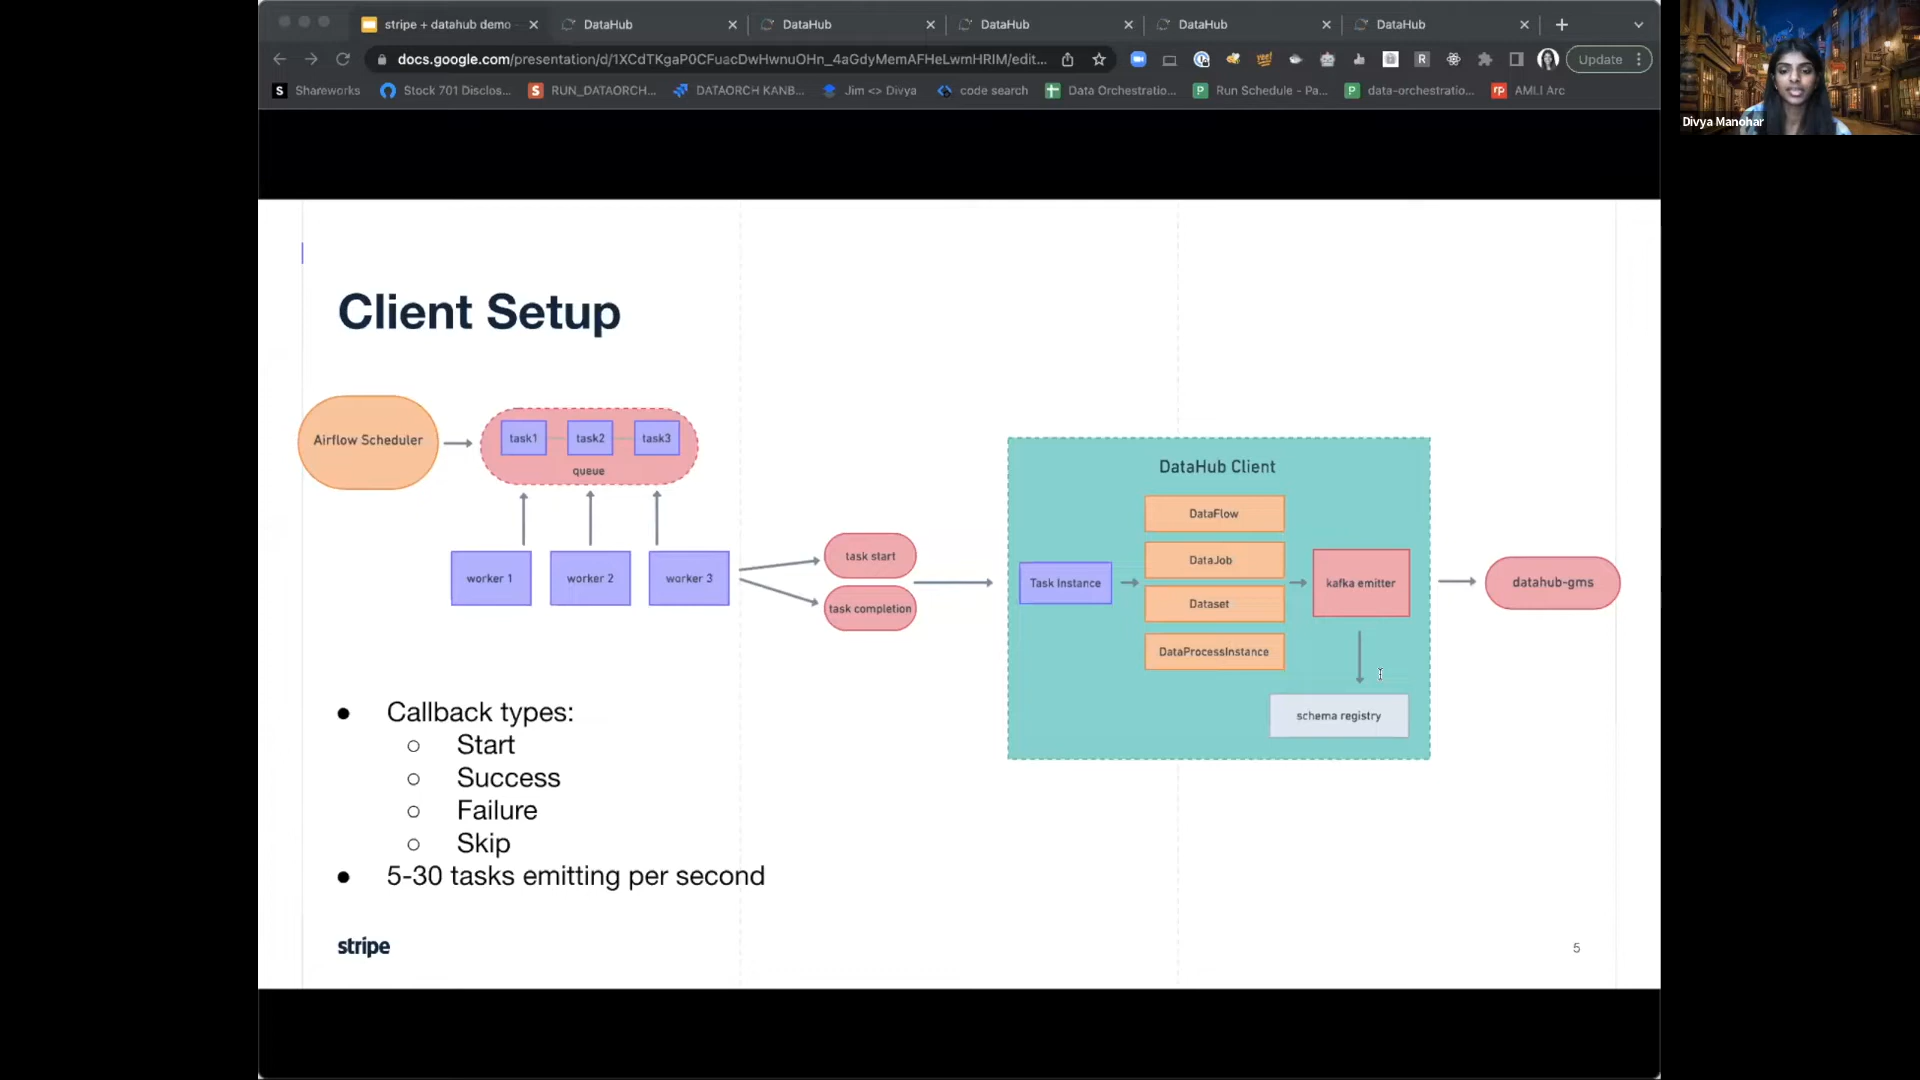 stripe + datahub demo
DataHub
DataHub
DataHub
DataHub
DataHub
docs.google.com/presentation/d/1XCdTKgaP0CFuacDwHwnuOHn_4aGdyMemAFHeLwmHRIM/edit...
Update
Shareworks
Stock 701 Disclos...
RUN_DATAORCH...
DATAORCH KANB...
Jim <> Divya
code search
Data Orchestratio...
Run Schedule - Pa...
data-orchestratio...
AMLI Arc
Divya Manohar
Client Setup
Airflow Scheduler
task1
task2
task3
queue
worker 1
worker 2
worker 3
task start
task completion
DataHub Client
Task Instance
DataFlow
DataJob
Dataset
DataProcessInstance
kafka emitter
schema registry
datahub-gms
● Callback types:
○ Start
○ Success
○ Failure
○ Skip
● 5-30 tasks emitting per second
stripe
5